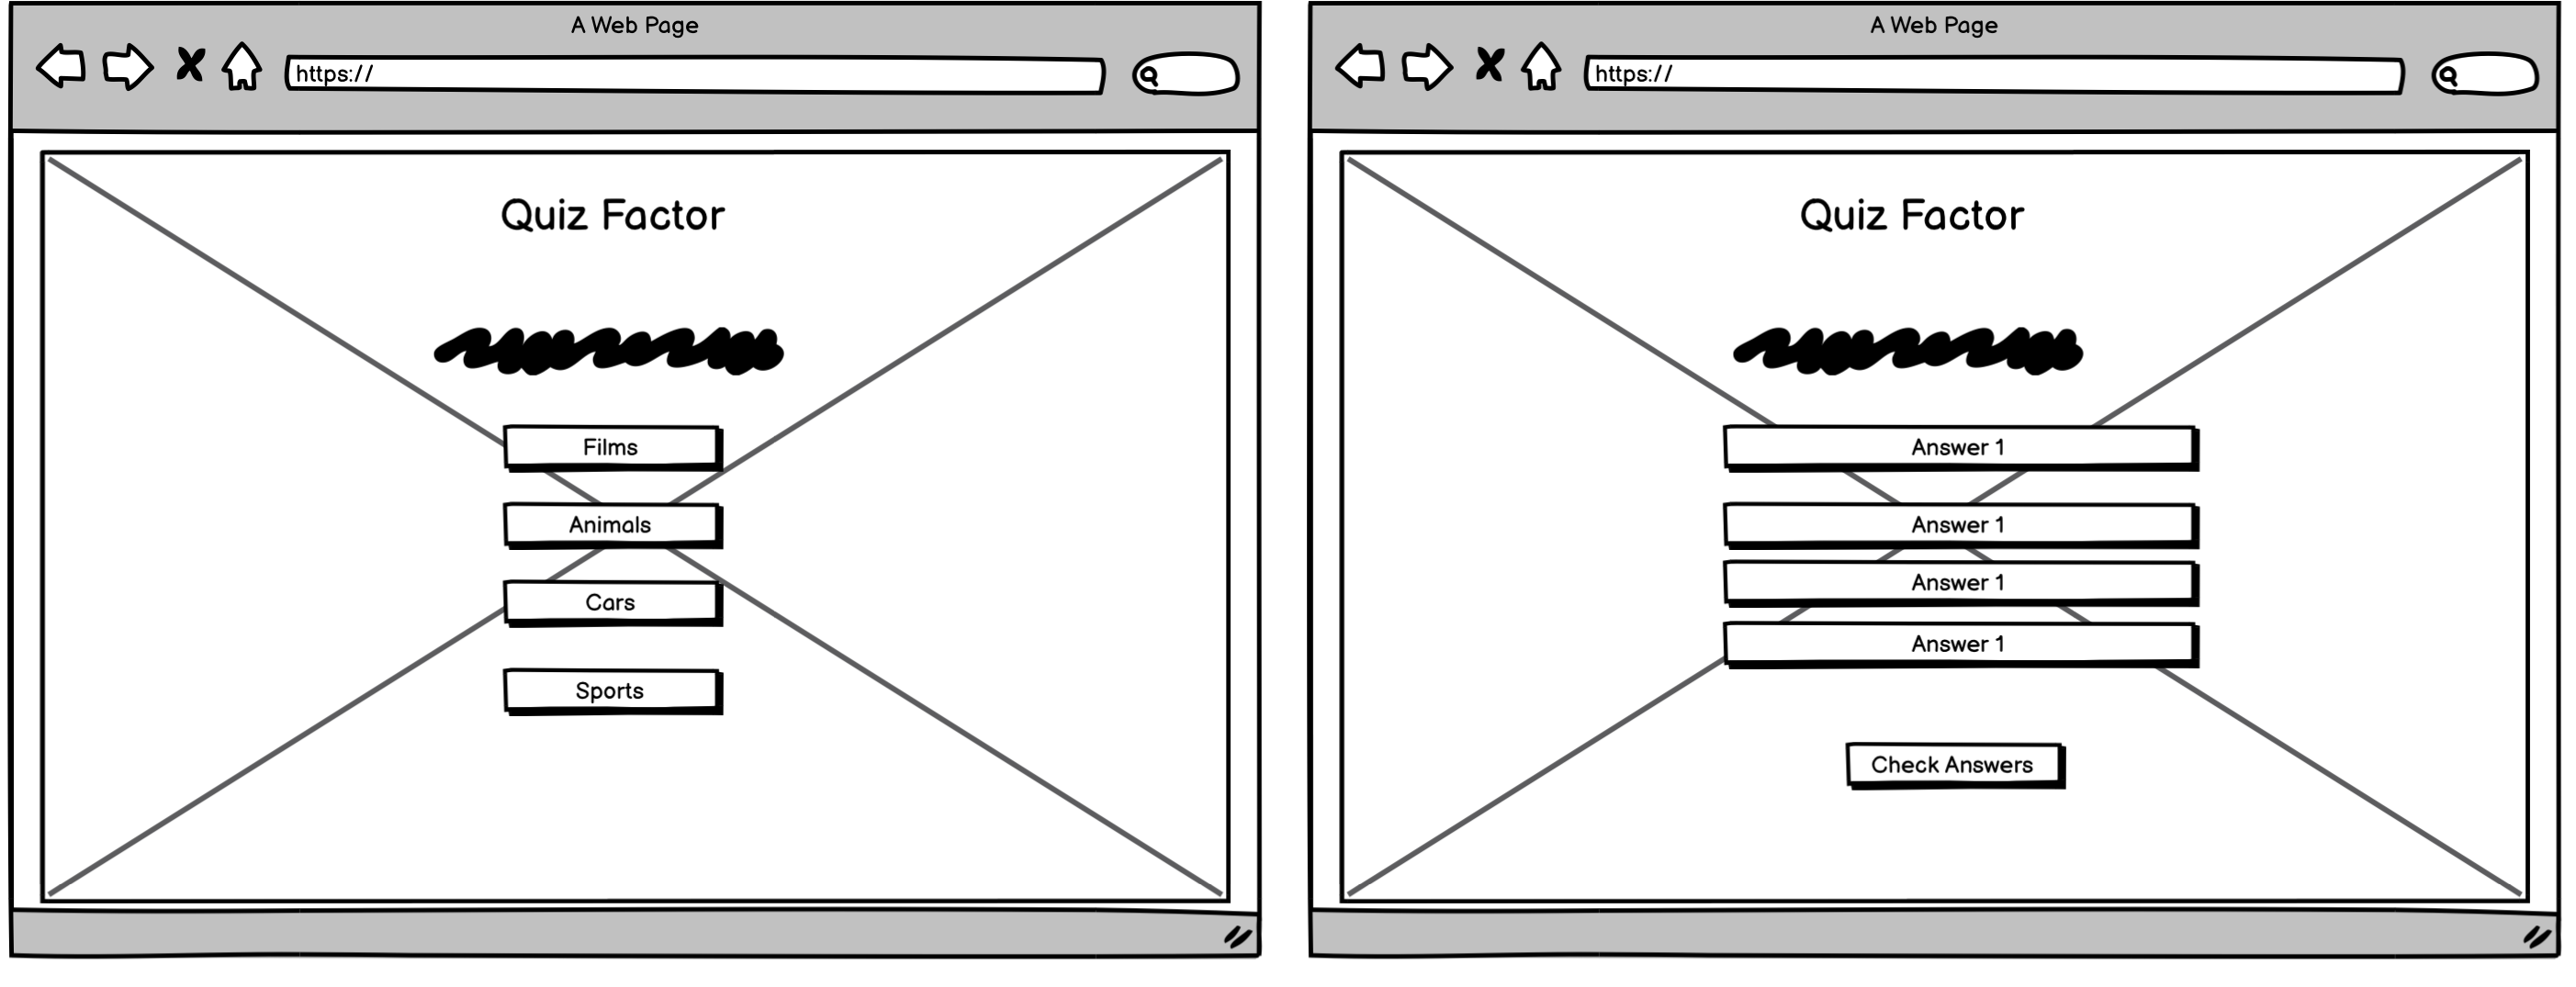 A Web Page
https://
Quiz Factor
Films
Animals
Cars
Sports
A Web Page
https://
Quiz Factor
Answer 1
Answer 1
Answer 1
Answer 1
Check Answers